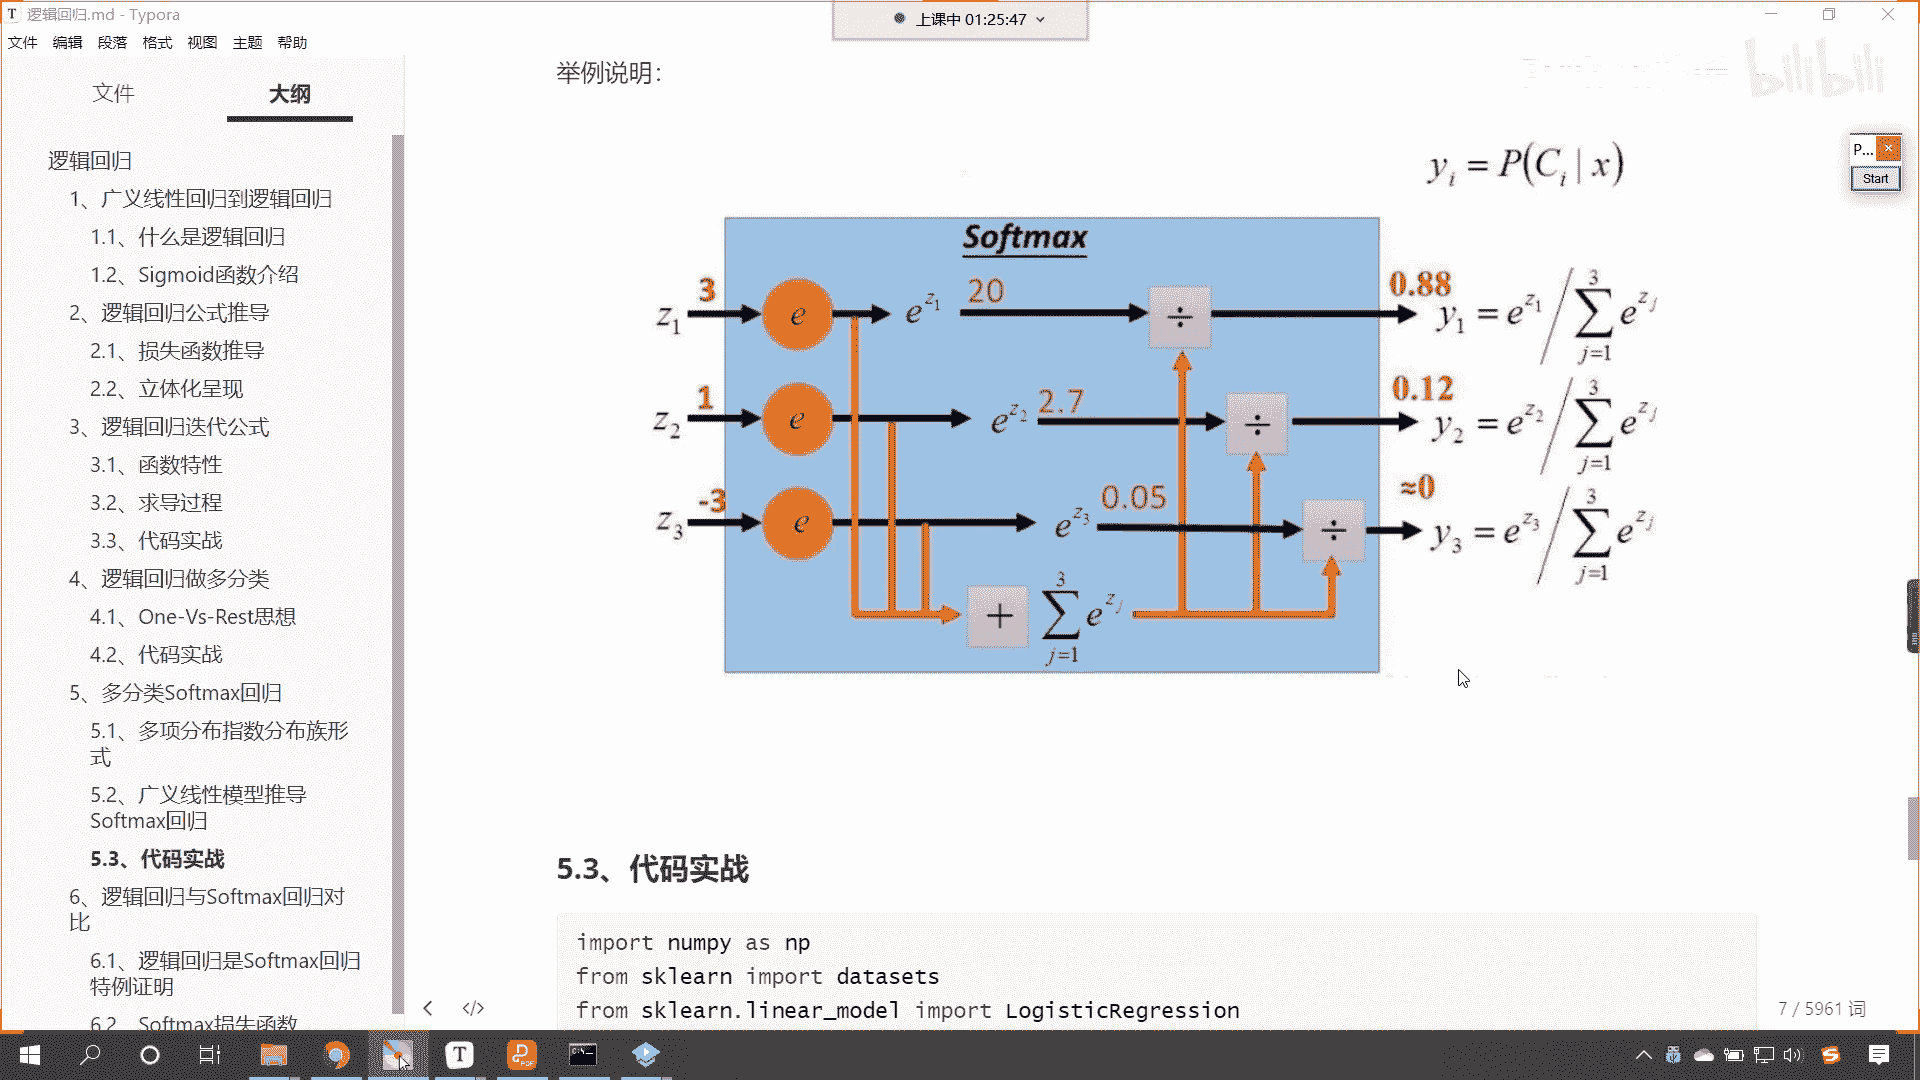 逻辑回归.md - Typora
上课中 01:25:47
文件 编辑 段落 格式 视图 主题 帮助
文件 大纲
逻辑回归
1、广义线性回归到逻辑回归
1.1、什么是逻辑回归
1.2、Sigmoid函数介绍
2、逻辑回归公式推导
2.1、损失函数推导
2.2、立体化呈现
3、逻辑回归迭代公式
3.1、函数特性
3.2、求导过程
3.3、代码实战
4、逻辑回归做多分类
4.1、One-Vs-Rest思想
4.2、代码实战
5、多分类Softmax回归
5.1、多项分布指数分布族形
式
5.2、广义线性模型推导
Softmax回归
5.3、代码实战
6、逻辑回归与Softmax回归对
比
6.1、逻辑回归是Softmax回归
特例证明
6.2、Softmax损失函数
举例说明：
bilibili
P...
Start
y_i = P(C_i | x)
Softmax
z_1 3 e e^{z_1} 20 ÷ 0.88 y_1 = e^{z_1} / ∑_{j=1}^{3} e^{z_j}
z_2 1 e e^{z_2} 2.7 ÷ 0.12 y_2 = e^{z_2} / ∑_{j=1}^{3} e^{z_j}
z_3 -3 e e^{z_3} 0.05 ÷ ≈0 y_3 = e^{z_3} / ∑_{j=1}^{3} e^{z_j}
+ ∑_{j=1}^{3} e^{z_j}
5.3、代码实战
import numpy as np
from sklearn import datasets
from sklearn.linear_model import LogisticRegression
7 / 5961 词